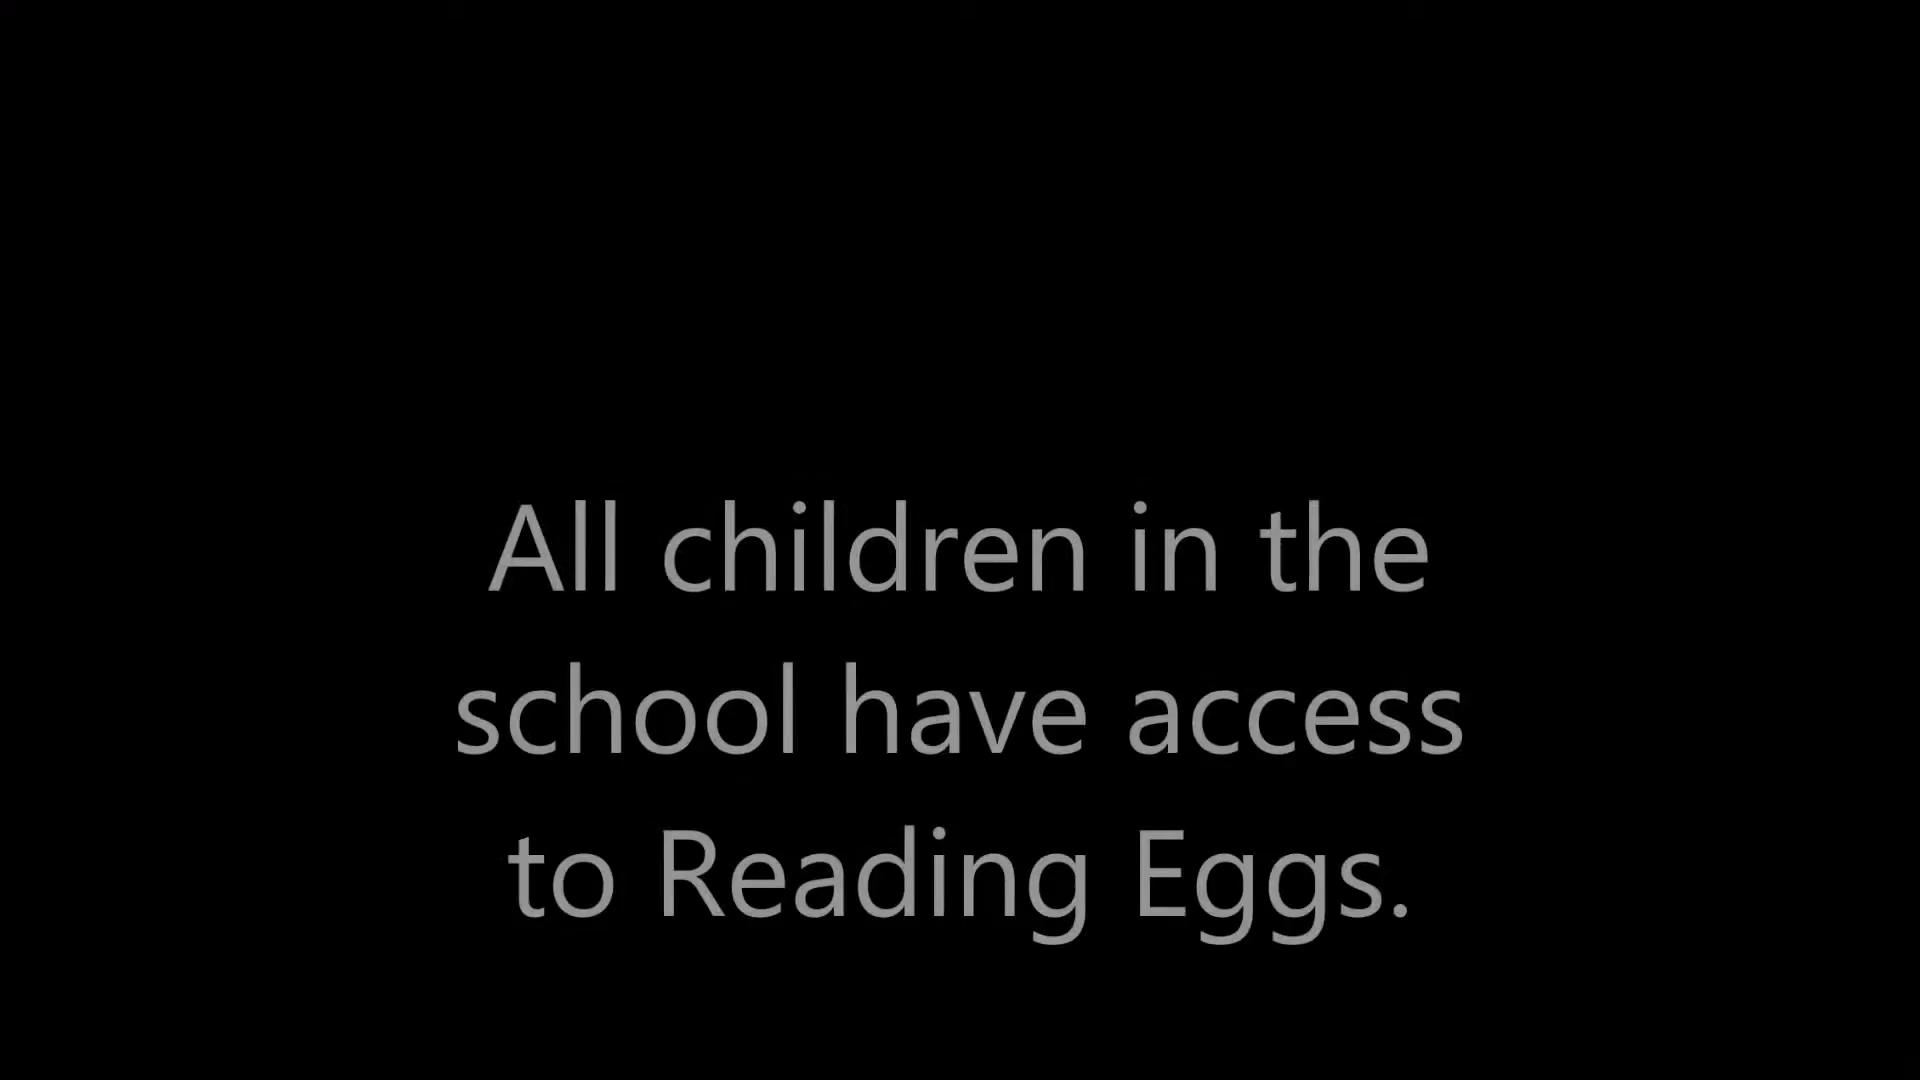 All children in the
school have access
to Reading Eggs.